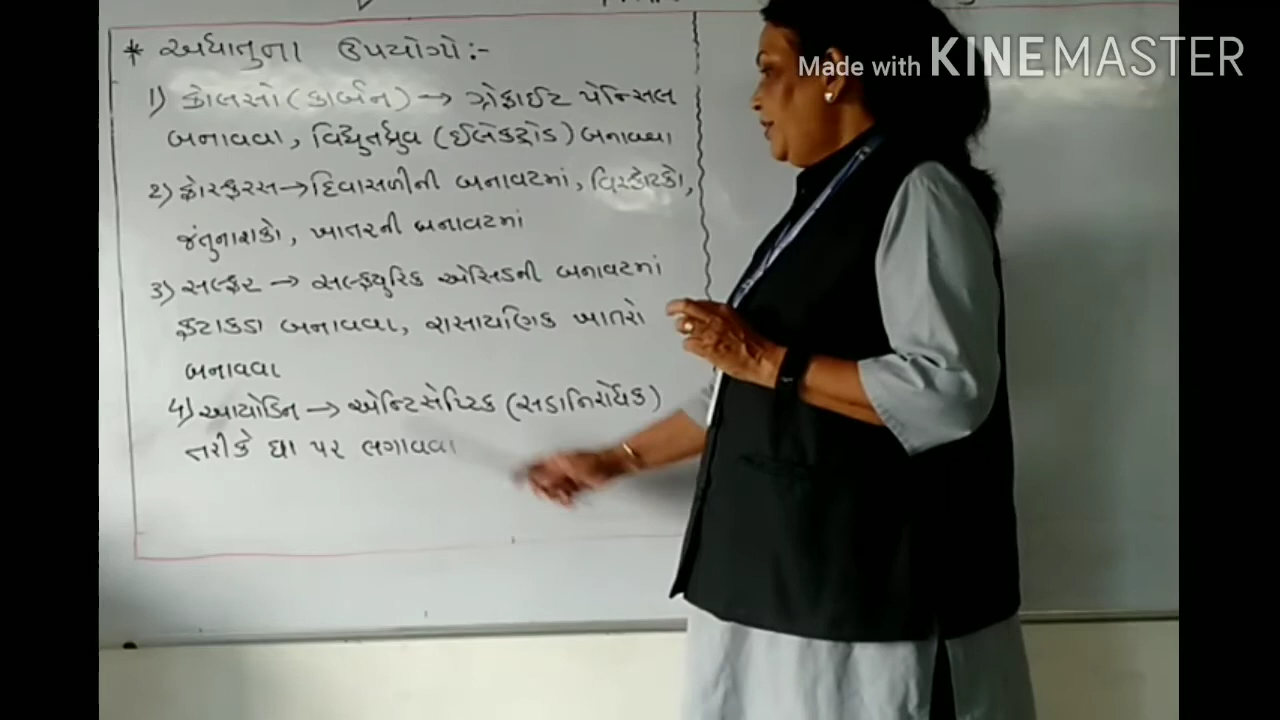 Made with KINEMASTER
* અધાતુના ઉપયોગો :-
1) કોલસો (કાર્બન) → ગ્રેફાઈટ પેન્સિલ
બનાવવા, વિદ્યુતધ્રુવ (ઈલેકટ્રોડ) બનાવવા
2) ફોસ્ફરસ → દિવાસળીની બનાવટમાં, વિસ્ફોટકો,
જંતુનાશકો, ખાતરની બનાવટમાં
3) સલ્ફર → સલ્ફયુરિક એસિડની બનાવટમાં
ફટાકડા બનાવવા, રાસાયણિક ખાતરો
બનાવવા
4) આયોડિન → એન્ટિસેપ્ટિક (સડાનિરોધક)
તરીકે ઘા પર લગાવવા